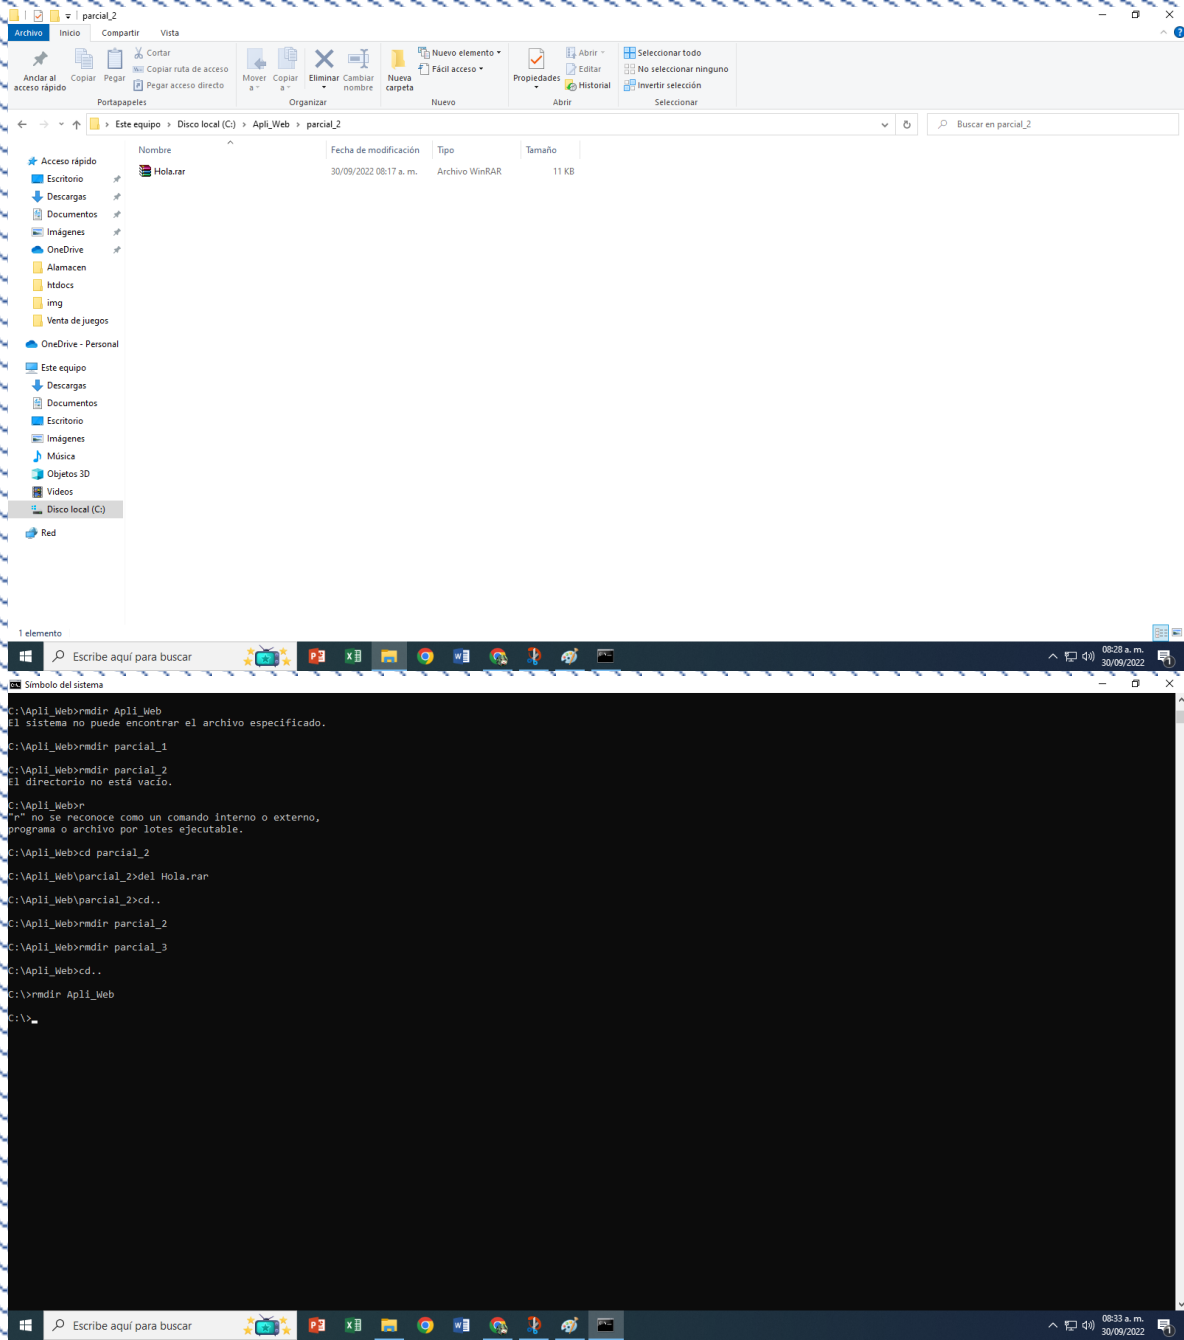 parcial_2
Archivo Inicio Compartir Vista
Anclar al acceso rápido
Copiar
Pegar
Cortar
Copiar ruta de acceso
Pegar acceso directo
Portapapeles
Mover a
Copiar a
Eliminar
Cambiar nombre
Organizar
Nueva carpeta
Nuevo elemento
Fácil acceso
Nuevo
Propiedades
Abrir
Editar
Historial
Abrir
Seleccionar todo
No seleccionar ninguno
Invertir selección
Seleccionar
Este equipo > Disco local (C:) > Apli_Web > parcial_2
Buscar en parcial_2
Nombre Fecha de modificación Tipo Tamaño
Hola.rar 30/09/2022 08:17 a. m. Archivo WinRAR 11 KB
Acceso rápido
Escritorio
Descargas
Documentos
Imágenes
OneDrive
Alamacen
htdocs
img
Venta de juegos
OneDrive - Personal
Este equipo
Descargas
Documentos
Escritorio
Imágenes
Música
Objetos 3D
Videos
Disco local (C:)
Red
1 elemento
Escribe aquí para buscar
08:28 a. m.
30/09/2022
Símbolo del sistema
C:\Apli_Web>rmdir Apli_Web
El sistema no puede encontrar el archivo especificado.
C:\Apli_Web>rmdir parcial_1
C:\Apli_Web>rmdir parcial_2
El directorio no está vacío.
C:\Apli_Web>r
"r" no se reconoce como un comando interno o externo,
programa o archivo por lotes ejecutable.
C:\Apli_Web>cd parcial_2
C:\Apli_Web\parcial_2>del Hola.rar
C:\Apli_Web\parcial_2>cd..
C:\Apli_Web>rmdir parcial_2
C:\Apli_Web>rmdir parcial_3
C:\Apli_Web>cd..
C:\>rmdir Apli_Web
C:\>_
Escribe aquí para buscar
08:33 a. m.
30/09/2022